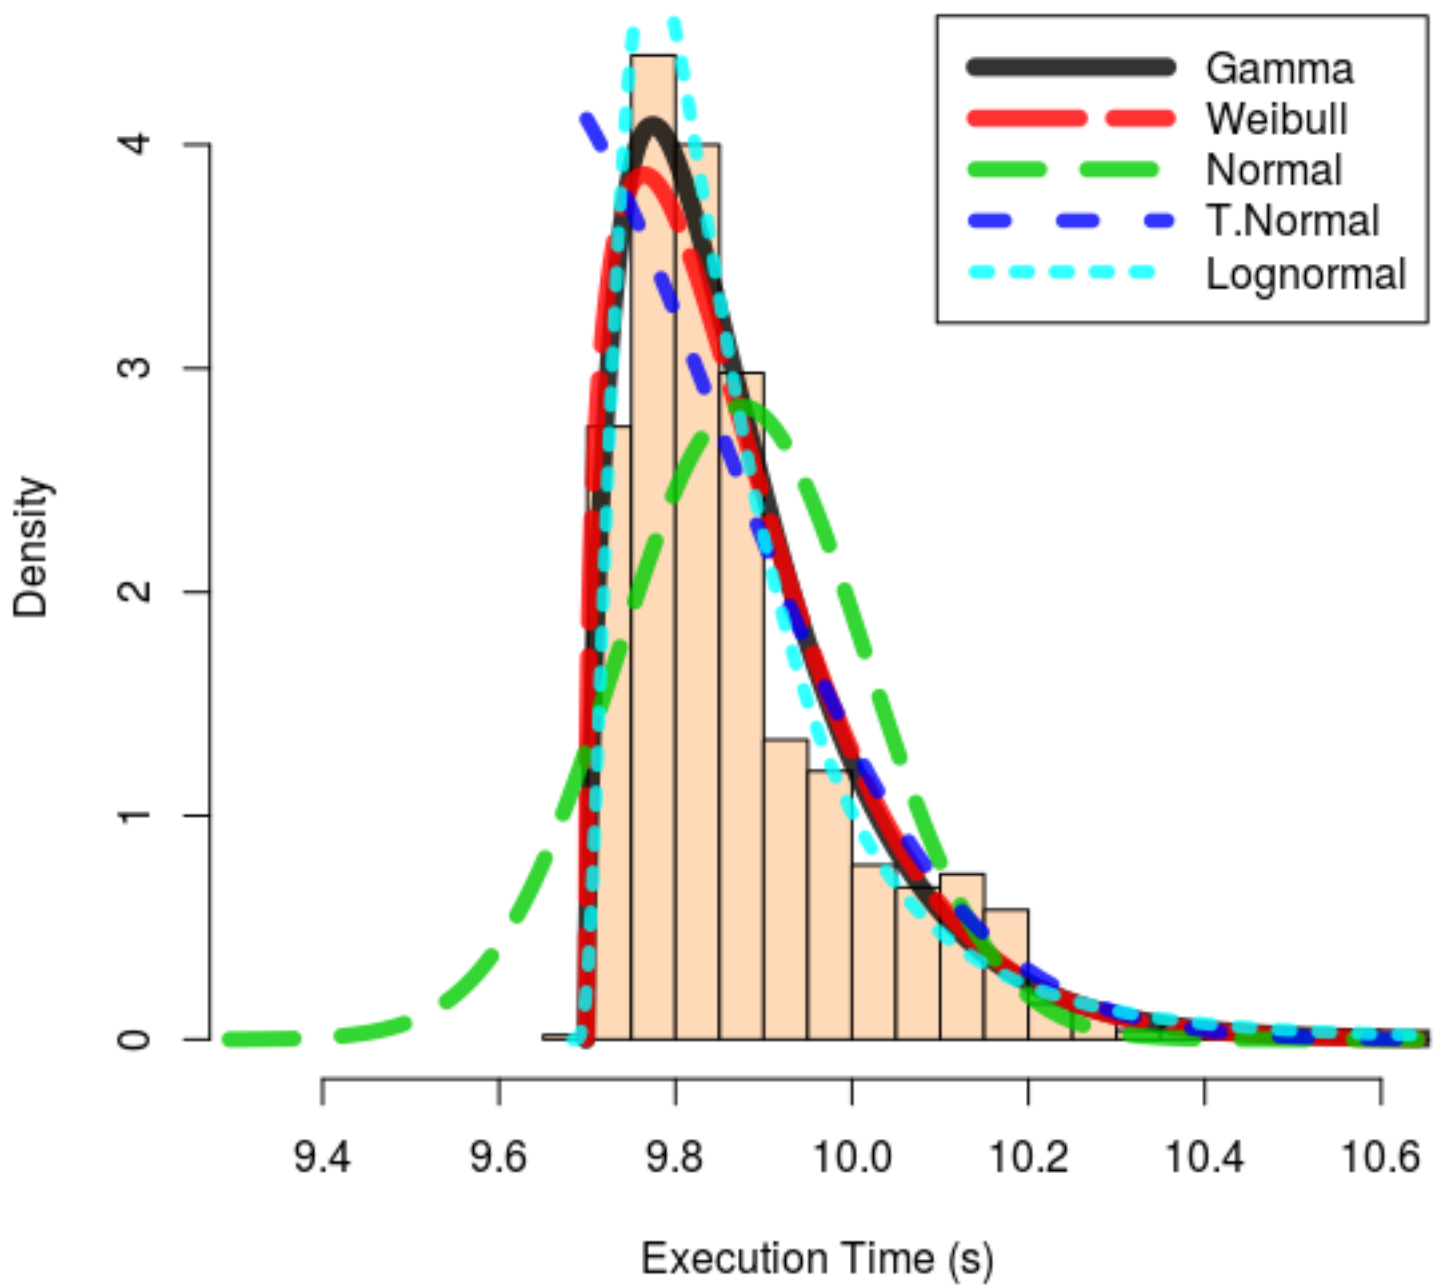 Gamma
Weibull
Normal
T.Normal
Lognormal
Density
4
3
2
1
0
9.4 9.6 9.8 10.0 10.2 10.4 10.6
Execution Time (s)